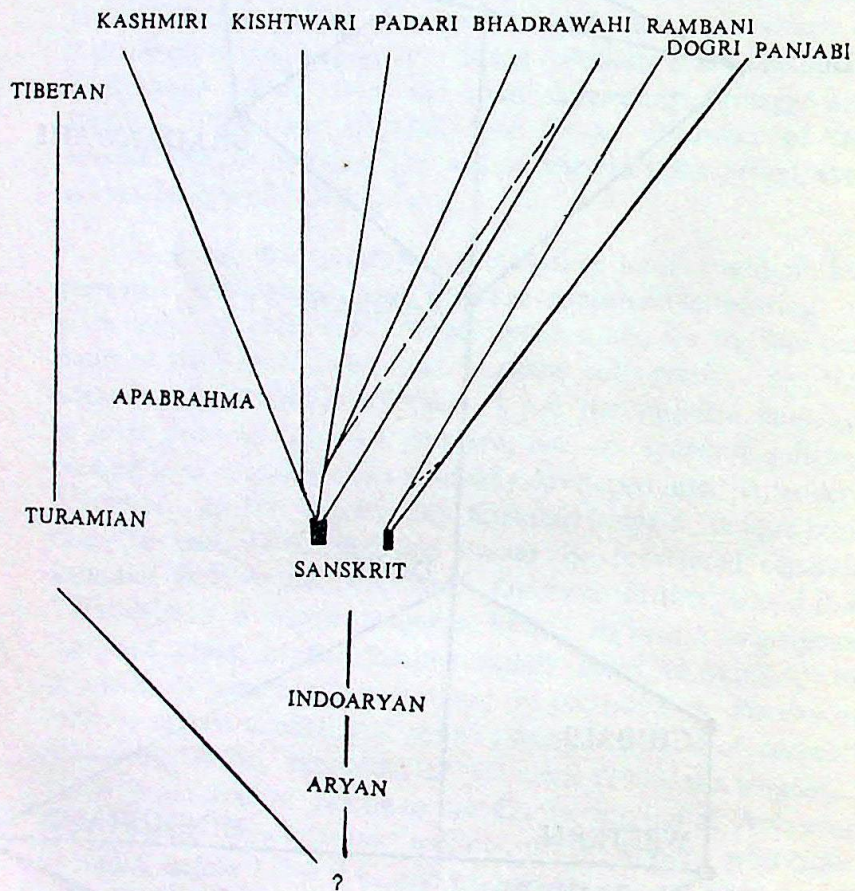 KASHMIRI KISHTWARI PADARI BHADRAWAHI RAMBANI
DOGRI PANJABI
TIBETAN
APABRAHMA
TURAMIAN
SANSKRIT
INDOARYAN
ARYAN
?